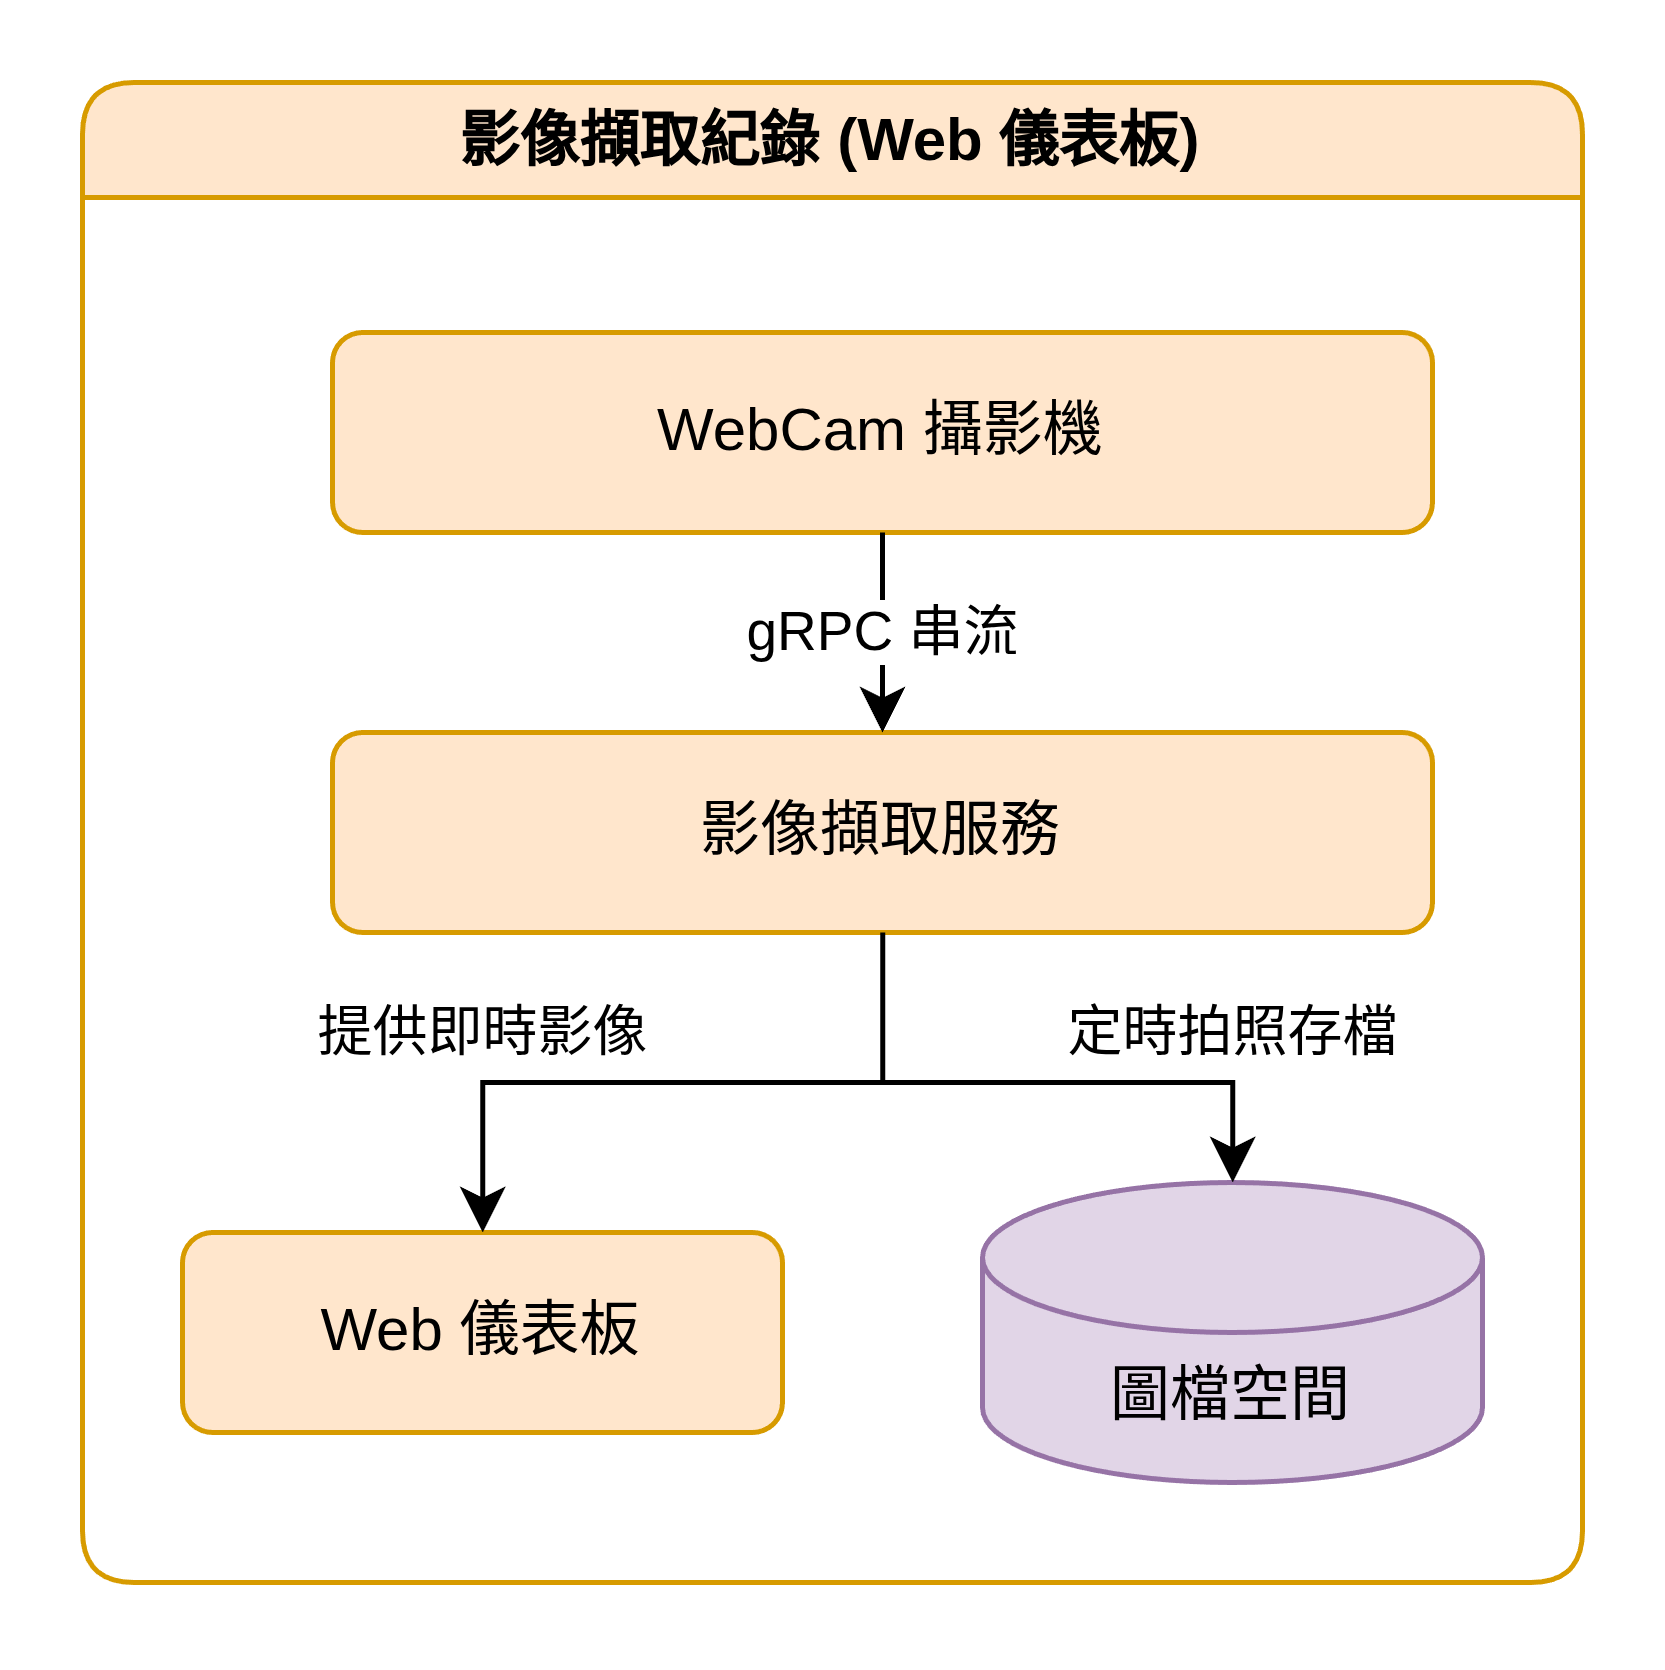 影像擷取紀錄 (Web 儀表板)
WebCam 攝影機
gRPC 串流
影像擷取服務
提供即時影像
定時拍照存檔
Web 儀表板
圖檔空間